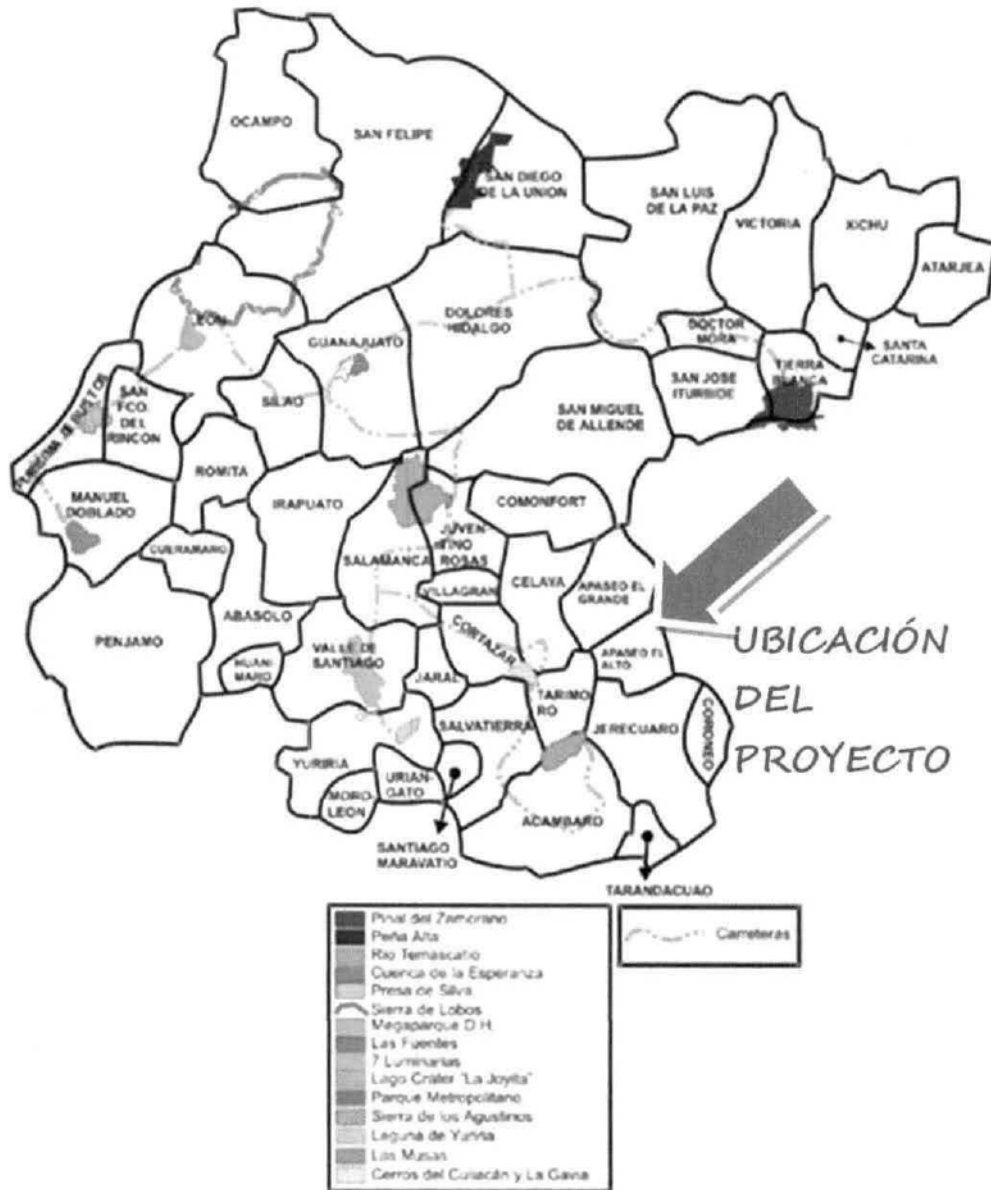 OCAMPO
SAN FELIPE
SAN DIEGO
DE LA UNION
SAN LUIS
DE LA PAZ
VICTORIA
XICHU
ATARJEA
LEON
GUANAJUATO
DOLORES
HIDALGO
DOCTOR
MORA
SANTA
CATARINA
TIERRA
BLANCA
SAN JOSE
ITURBIDE
SILAO
SAN
FCO.
DEL
RINCON
SAN MIGUEL
DE ALLENDE
ROMITA
MANUEL
DOBLADO
IRAPUATO
COMONFORT
CUERAMARO
SALAMANCA
JUVEN-
TINO
ROSAS
VILLAGRAN
CELAYA
APASEO EL
GRANDE
PENJAMO
ABASOLO
CORTAZAR
UBICACIÓN
DEL
PROYECTO
HUANI-
MARO
VALLE DE
SANTIAGO
JARAL
APASEO EL
ALTO
TARIMO
RO
SALVATIERRA
JERECUARO
CORONEO
YURIRIA
URIAN-
GATO
MORO-
LEON
ACAMBARO
SANTIAGO
MARAVATIO
TARANDACUAO
Pinal del Zamorano
Peña Alta
Rio Temascatio
Cuenca de la Esperanza
Presa de Silva
Sierra de Lobos
Megaparque D.H.
Las Fuentes
7 Luminarias
Lago Cráter "La Joyita"
Parque Metropolitano
Sierra de los Agustinos
Laguna de Yuriria
Las Musas
Cerros del Culiacán y La Gavia
Carreteras